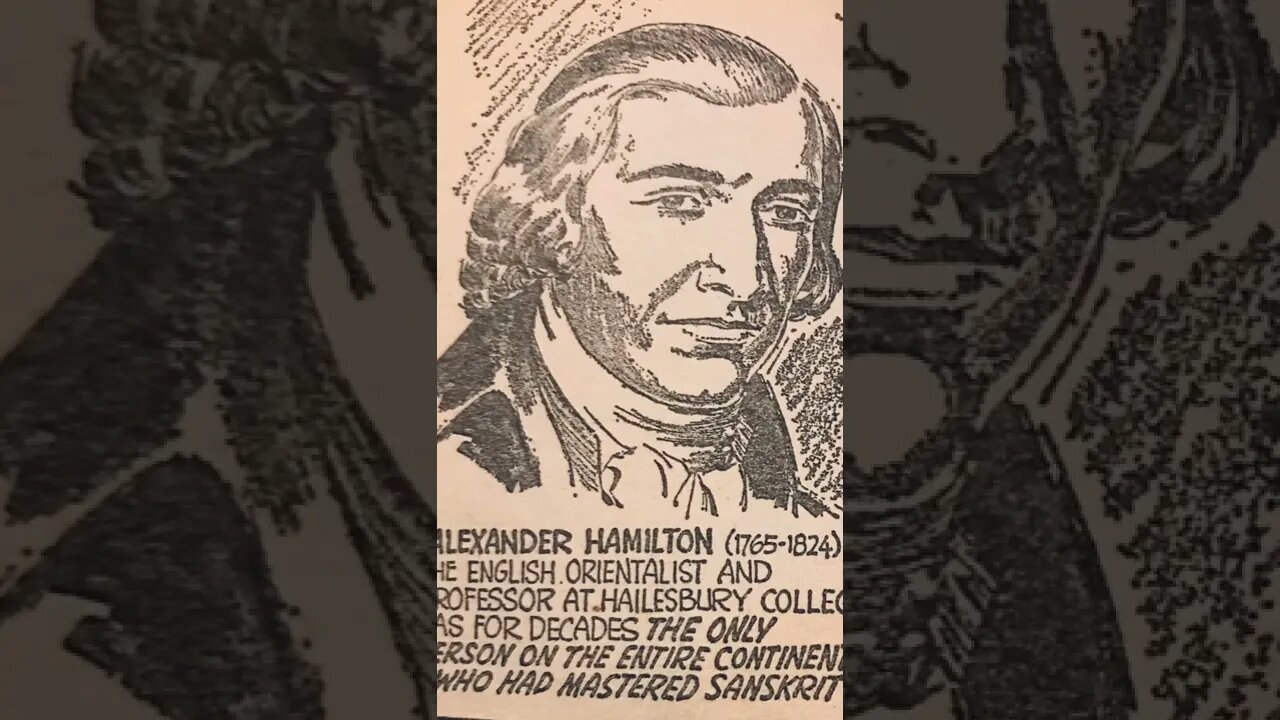 ALEXANDER HAMILTON (1765-1824)
HE ENGLISH ORIENTALIST AND
ROFESSOR AT HAILESBURY COLLEG
AS FOR DECADES THE ONLY
ERSON ON THE ENTIRE CONTINENT
WHO HAD MASTERED SANSKRIT